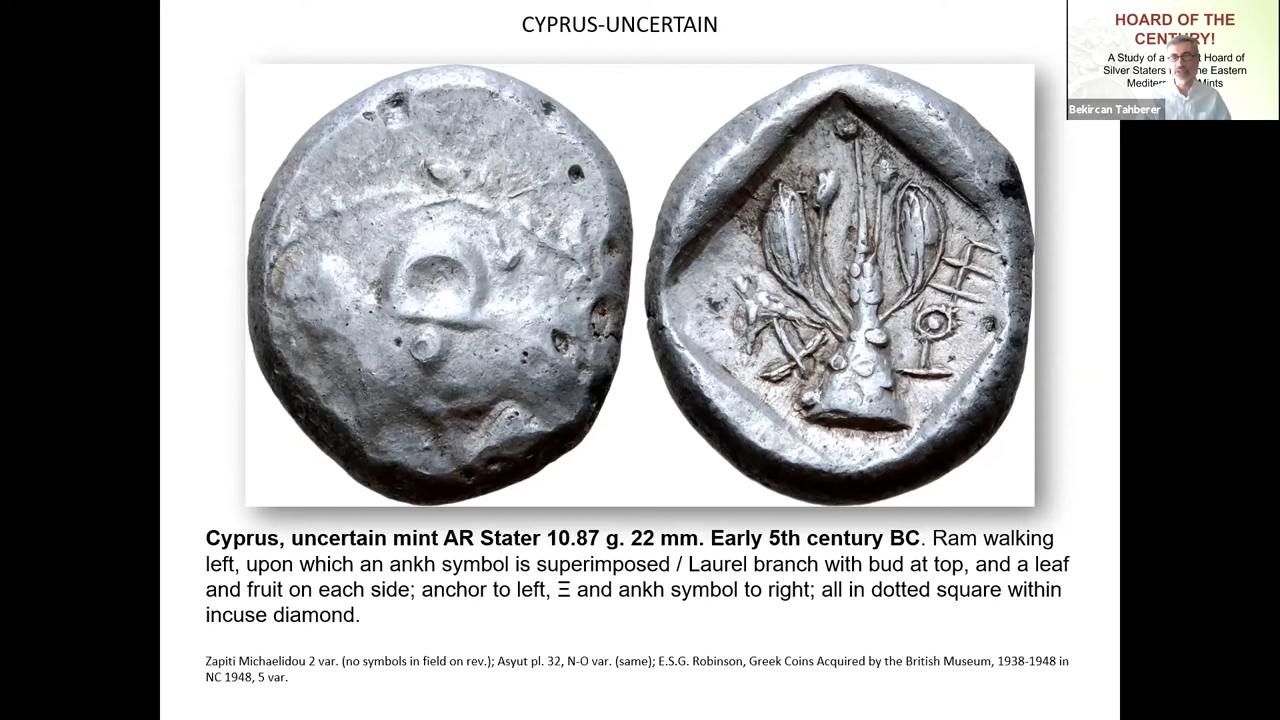 CYPRUS-UNCERTAIN
HOARD OF THE
CENTURY!
Silver Staters
Bekircan Tahberer
Cyprus, uncertain mint AR Stater 10.87 g. 22 mm. Early 5th century BC. Ram walking
left, upon which an ankh symbol is superimposed / Laurel branch with bud at top, and a leaf
and fruit on each side; anchor to left, Ξ and ankh symbol to right; all in dotted square within
incuse diamond.
Zapiti Michaelidou 2 var. (no symbols in field on rev.); Asyut pl. 32, N-O var. (same); E.S.G. Robinson, Greek Coins Acquired by the British Museum, 1938-1948 in
NC 1948, 5 var.